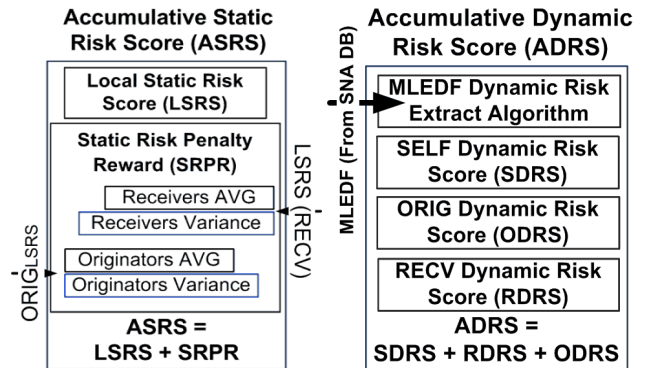 Accumulative Static
Risk Score (ASRS)
Local Static Risk
Score (LSRS)
Static Risk Penalty
Reward (SRPR)
Receivers AVG
Receivers Variance
Originators AVG
Originators Variance
ASRS =
LSRS + SRPR
ORIGLSRS
LSRS (RECV)
MLEDF (From SNA DB)
Accumulative Dynamic
Risk Score (ADRS)
MLEDF Dynamic Risk
Extract Algorithm
SELF Dynamic Risk
Score (SDRS)
ORIG Dynamic Risk
Score (ODRS)
RECV Dynamic Risk
Score (RDRS)
ADRS =
SDRS + RDRS + ODRS